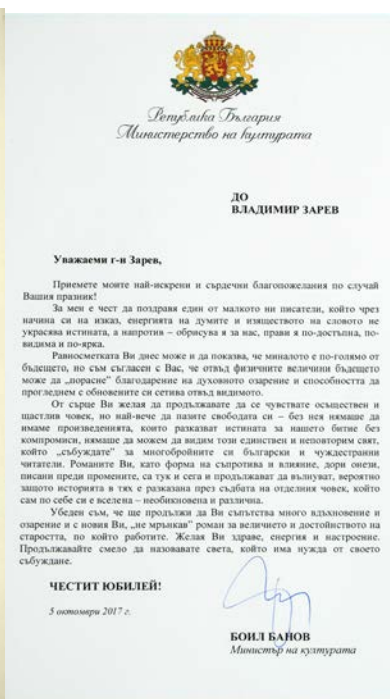 Република България
Министерство на културата
ДО
ВЛАДИМИР ЗАРЕВ
Уважаеми г-н Зарев,
Приемете моите най-искрени и сърдечни благопожелания по случай
Вашия празник!
За мен е чест да поздравя един от малкото ни писатели, който чрез
начина си на изказ, енергията на думите и изяществото на словото не
украсява истината, а напротив – обрисува я за нас, прави я по-достъпна, по-
видима и по-ярка.
Равносметката Ви днес може и да показва, че миналото е по-голямо от
бъдещето, но съм съгласен с Вас, че отвъд физичните величини бъдещето
може да „порасне" благодарение на духовното озарение и способността да
прогледнем с обновените си сетива отвъд видимото.
От сърце Ви желая да продължавате да се чувствате осъществен и
щастлив човек, но най-вече да пазите свободата си – без нея нямаше да
имаме произведенията, които разказват истината за нашето битие без
компромиси, нямаше да можем да видим този единствен и неповторим свят,
който „събуждате" за многобройните си български и чуждестранни
читатели. Романите Ви, като форма на съпротива и влияние, дори онези,
писани преди промените, са тук и сега и продължават да вълнуват, вероятно
защото историята в тях е разказана през съдбата на отделния човек, който
сам по себе си е вселена – необикновена и различна.
Убеден съм, че ще продължи да Ви съпътства много вдъхновение и
озарение и с новия Ви, „не мрънкав" роман за величието и достойнството на
старостта, по който работите. Желая Ви здраве, енергия и настроение.
Продължавайте смело да назовавате света, който има нужда от своето
събуждане.
ЧЕСТИТ ЮБИЛЕЙ!
5 октомври 2017 г.
БОИЛ БАНОВ
Министър на културата